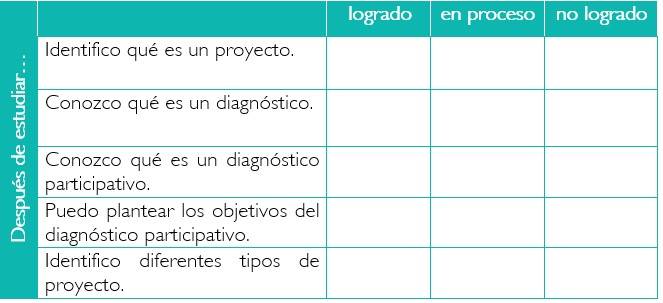 logrado en proceso no logrado
Después de estudiar...
Identifico qué es un proyecto.
Conozco qué es un diagnóstico.
Conozco qué es un diagnóstico
participativo.
Puedo plantear los objetivos del
diagnóstico participativo.
Identifico diferentes tipos de
proyecto.